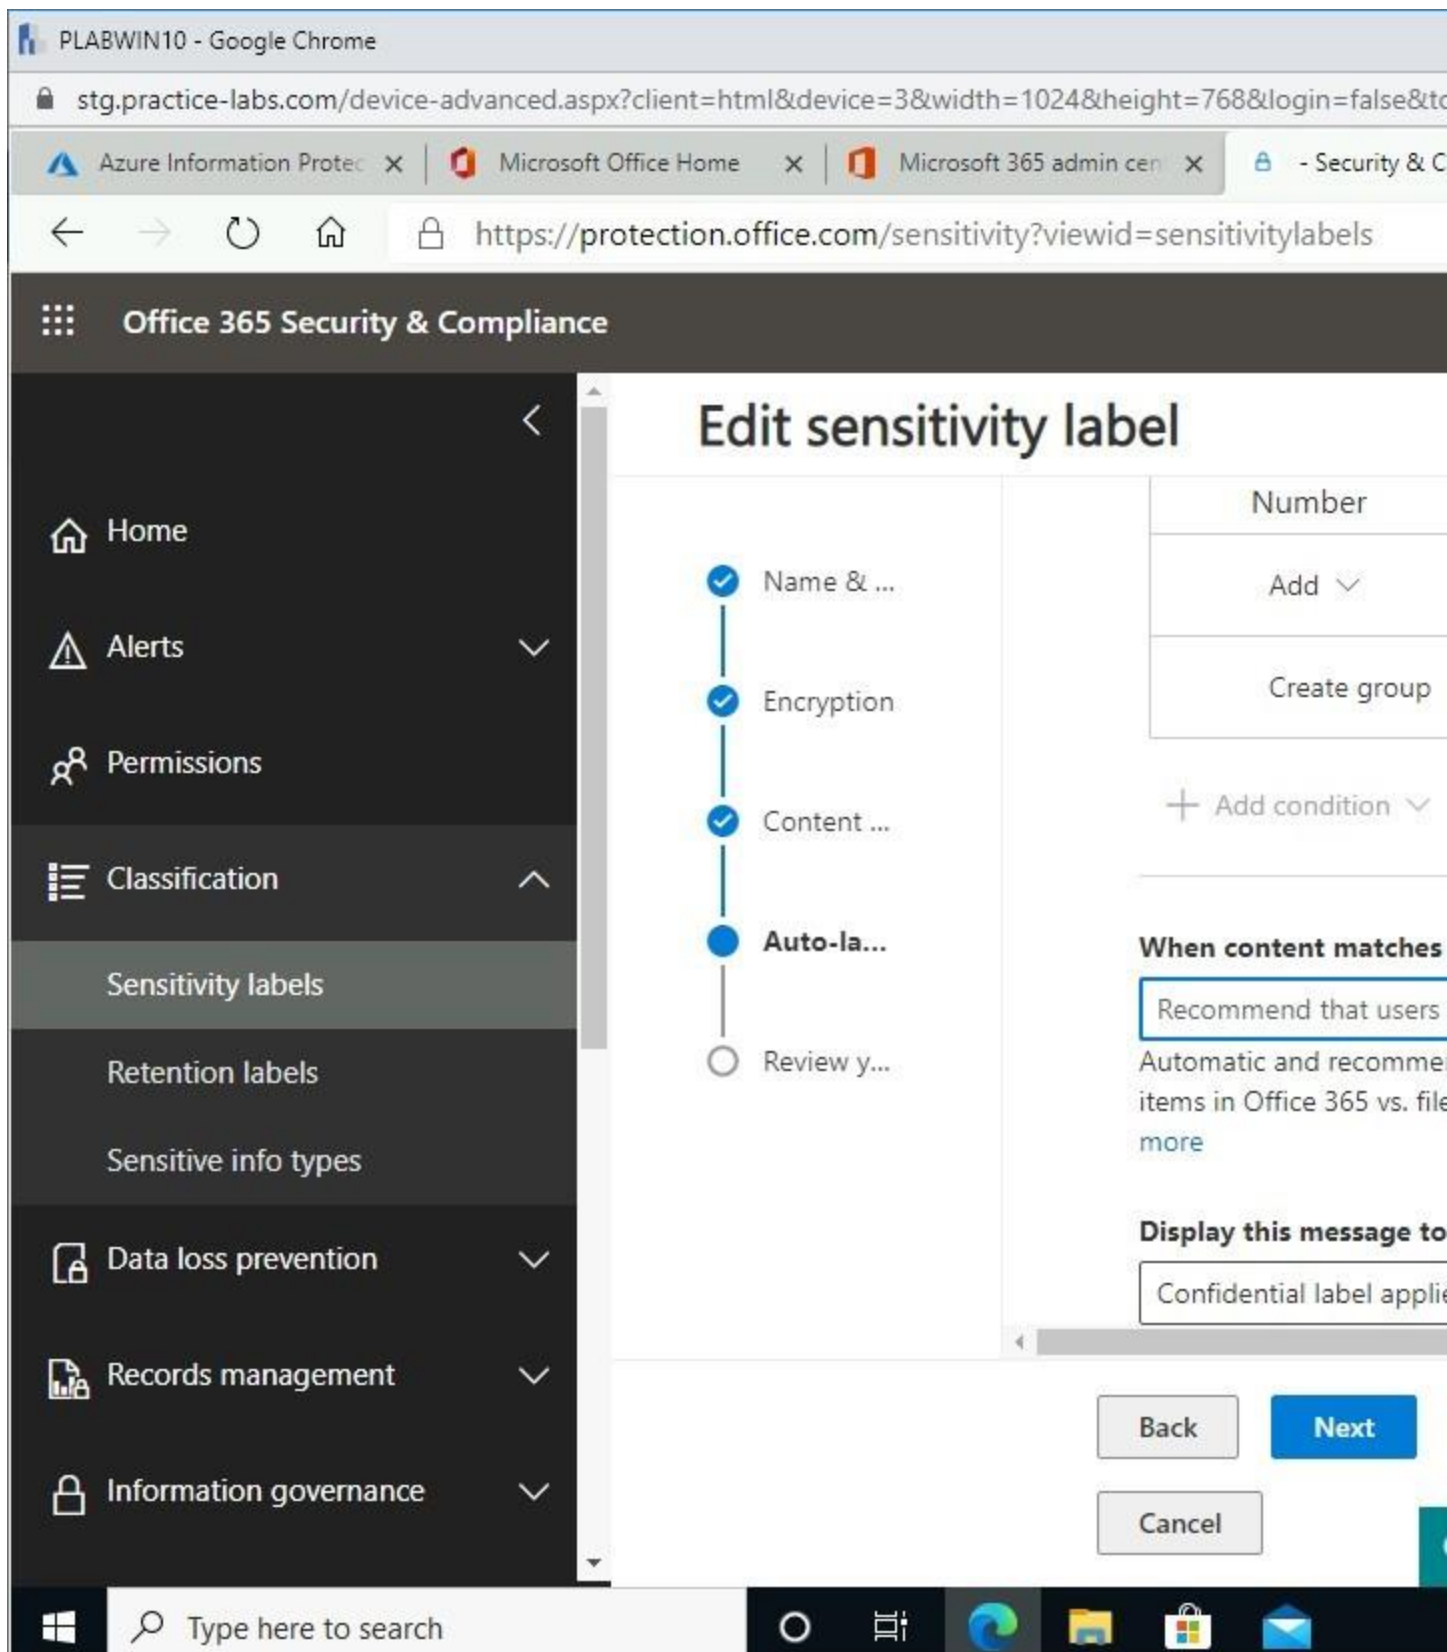 PLABWIN10 - Google Chrome
stg.practice-labs.com/device-advanced.aspx?client=html&device=3&width=1024&height=768&login=false&to
Azure Information Protec
Microsoft Office Home
Microsoft 365 admin cen
- Security & C
https://protection.office.com/sensitivity?viewid=sensitivitylabels
Office 365 Security & Compliance
Home
Alerts
Permissions
Classification
Sensitivity labels
Retention labels
Sensitive info types
Data loss prevention
Records management
Information governance
Edit sensitivity label
Name & ...
Encryption
Content ...
Auto-la...
Review y...
Number
Add
Create group
Add condition
When content matches
Recommend that users
Automatic and recommen
items in Office 365 vs. file
more
Display this message to
Confidential label applie
Back
Next
Cancel
Type here to search